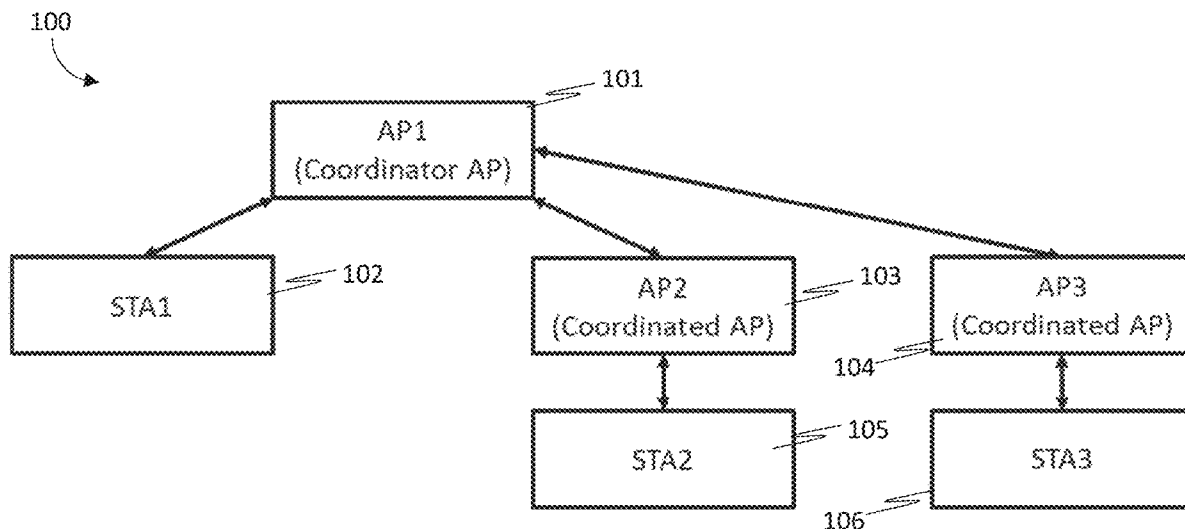 100
101
AP1
(Coordinator AP)
102
STA1
103
AP2
(Coordinated AP)
AP3
(Coordinated AP)
104
105
STA2
STA3
106